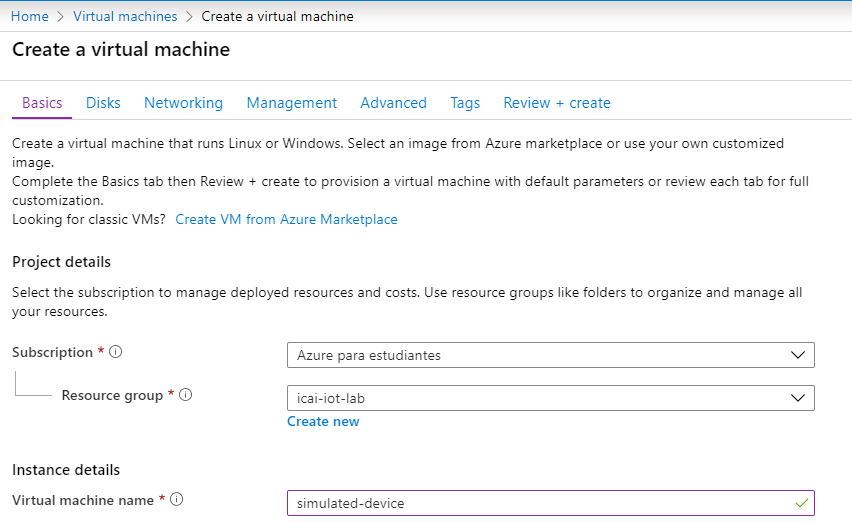 Home > Virtual machines > Create a virtual machine
Create a virtual machine
Basics Disks Networking Management Advanced Tags Review + create
Create a virtual machine that runs Linux or Windows. Select an image from Azure marketplace or use your own customized
image.
Complete the Basics tab then Review + create to provision a virtual machine with default parameters or review each tab for full
customization.
Looking for classic VMs? Create VM from Azure Marketplace
Project details
Select the subscription to manage deployed resources and costs. Use resource groups like folders to organize and manage all
your resources.
Subscription * Azure para estudiantes
Resource group * icai-iot-lab
Create new
Instance details
Virtual machine name * simulated-device